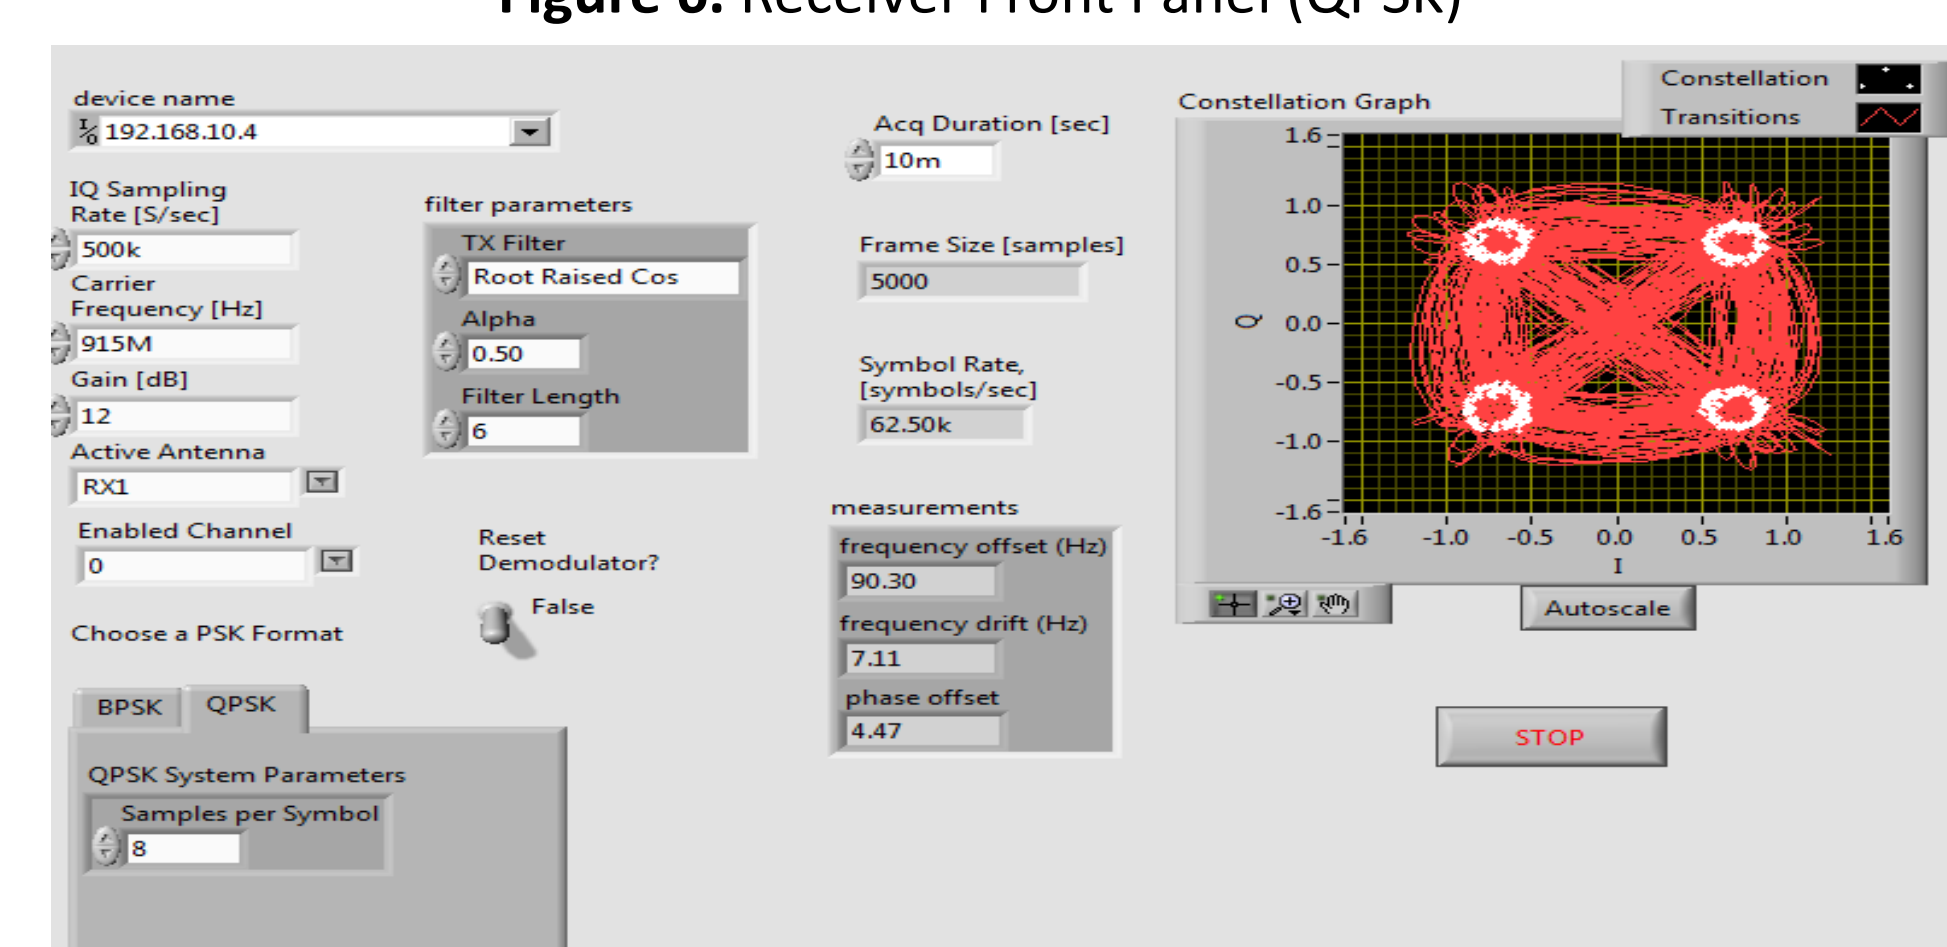 Figure 6. Receiver Front Panel (QPSK)
device name
192.168.10.4
IQ Sampling
Rate [S/sec]
500k
Carrier
Frequency [Hz]
915M
Gain [dB]
12
Active Antenna
RX1
Enabled Channel
0
Choose a PSK Format
BPSK
QPSK
QPSK System Parameters
Samples per Symbol
8
filter parameters
TX Filter
Root Raised Cos
Alpha
0.50
Filter Length
6
Reset
Demodulator?
False
Acq Duration [sec]
10m
Frame Size [samples]
5000
Symbol Rate,
[symbols/sec]
62.50k
measurements
frequency offset (Hz)
90.30
frequency drift (Hz)
7.11
phase offset
4.47
Constellation Graph
Constellation
Transitions
1.6
1.0
0.5
0.0
-0.5
-1.0
-1.6
Q
-1.6 -1.0 -0.5 0.0 0.5 1.0 1.6
I
Autoscale
STOP